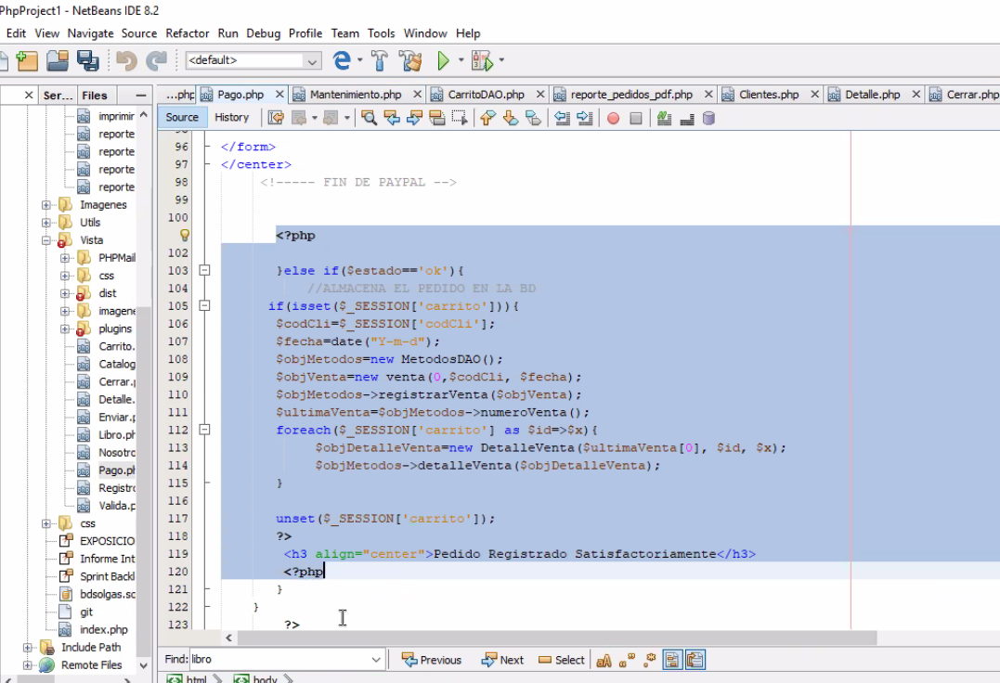 PhpProject1 - NetBeans IDE 8.2
Edit View Navigate Source Refactor Run Debug Profile Team Tools Window Help
<default>
Ser... Files
...php Pago.php Mantenimiento.php CarritoDAO.php reporte_pedidos_pdf.php Clientes.php Detalle.php Cerrar.php
Source History
imprimir
reporte
reporte
reporte
reporte
Imagenes
Utils
Vista
PHPMail
css
dist
imagene
plugins
Carrito.
Catalog
Cerrar.p
Detalle.
Enviar.p
Libro.ph
Nosotro
Pago.ph
Registro
Valida.p
css
EXPOSICIO
Informe Int
Sprint Backl
bdsolgas.sc
git
index.php
Include Path
Remote Files
96 </form>
97 </center>
98 <!----- FIN DE PAYPAL -->
99
100
<?php
102
103 }else if($estado=='ok'){
104 //ALMACENA EL PEDIDO EN LA BD
105 if(isset($_SESSION['carrito'])){
106 $codCli=$_SESSION['codCli'];
107 $fecha=date("Y-m-d");
108 $objMetodos=new MetodosDAO();
109 $objVenta=new venta(0,$codCli, $fecha);
110 $objMetodos->registrarVenta($objVenta);
111 $ultimaVenta=$objMetodos->numeroVenta();
112 foreach($_SESSION['carrito'] as $id=>$x){
113 $objDetalleVenta=new DetalleVenta($ultimaVenta[0], $id, $x);
114 $objMetodos->detalleVenta($objDetalleVenta);
115 }
116
117 unset($_SESSION['carrito']);
118 ?>
119 <h3 align="center">Pedido Registrado Satisfactoriamente</h3>
120 <?php
121 }
122 }
123 ?>
Find: libro Previous Next Select
html body